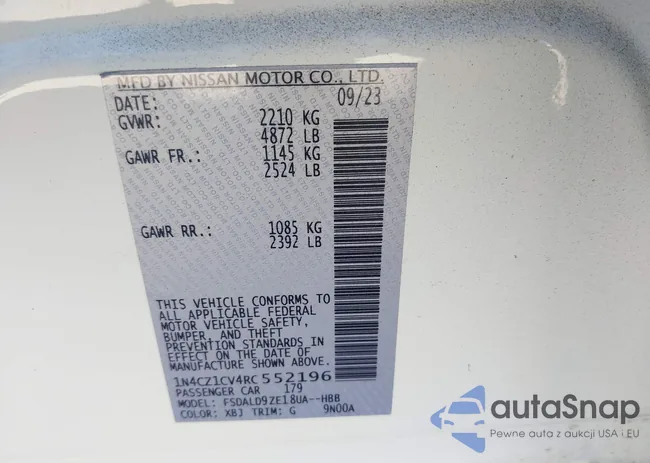 MFD BY NISSAN MOTOR CO., LTD.
DATE: 09/23
GVWR: 2210 KG
4872 LB
GAWR FR.: 1145 KG
2524 LB
GAWR RR.: 1085 KG
2392 LB
THIS VEHICLE CONFORMS TO
ALL APPLICABLE FEDERAL
MOTOR VEHICLE SAFETY,
BUMPER, AND THEFT
PREVENTION STANDARDS IN
EFFECT ON THE DATE OF
MANUFACTURE SHOWN ABOVE.
1N4CZ1CV4RC552196
PASSENGER CAR 179
MODEL: FSDALD9ZE18UA--HBB
COLOR: XBJ TRIM: G 9N00A
autoSnap
Pewne auta z aukcji USA i EU